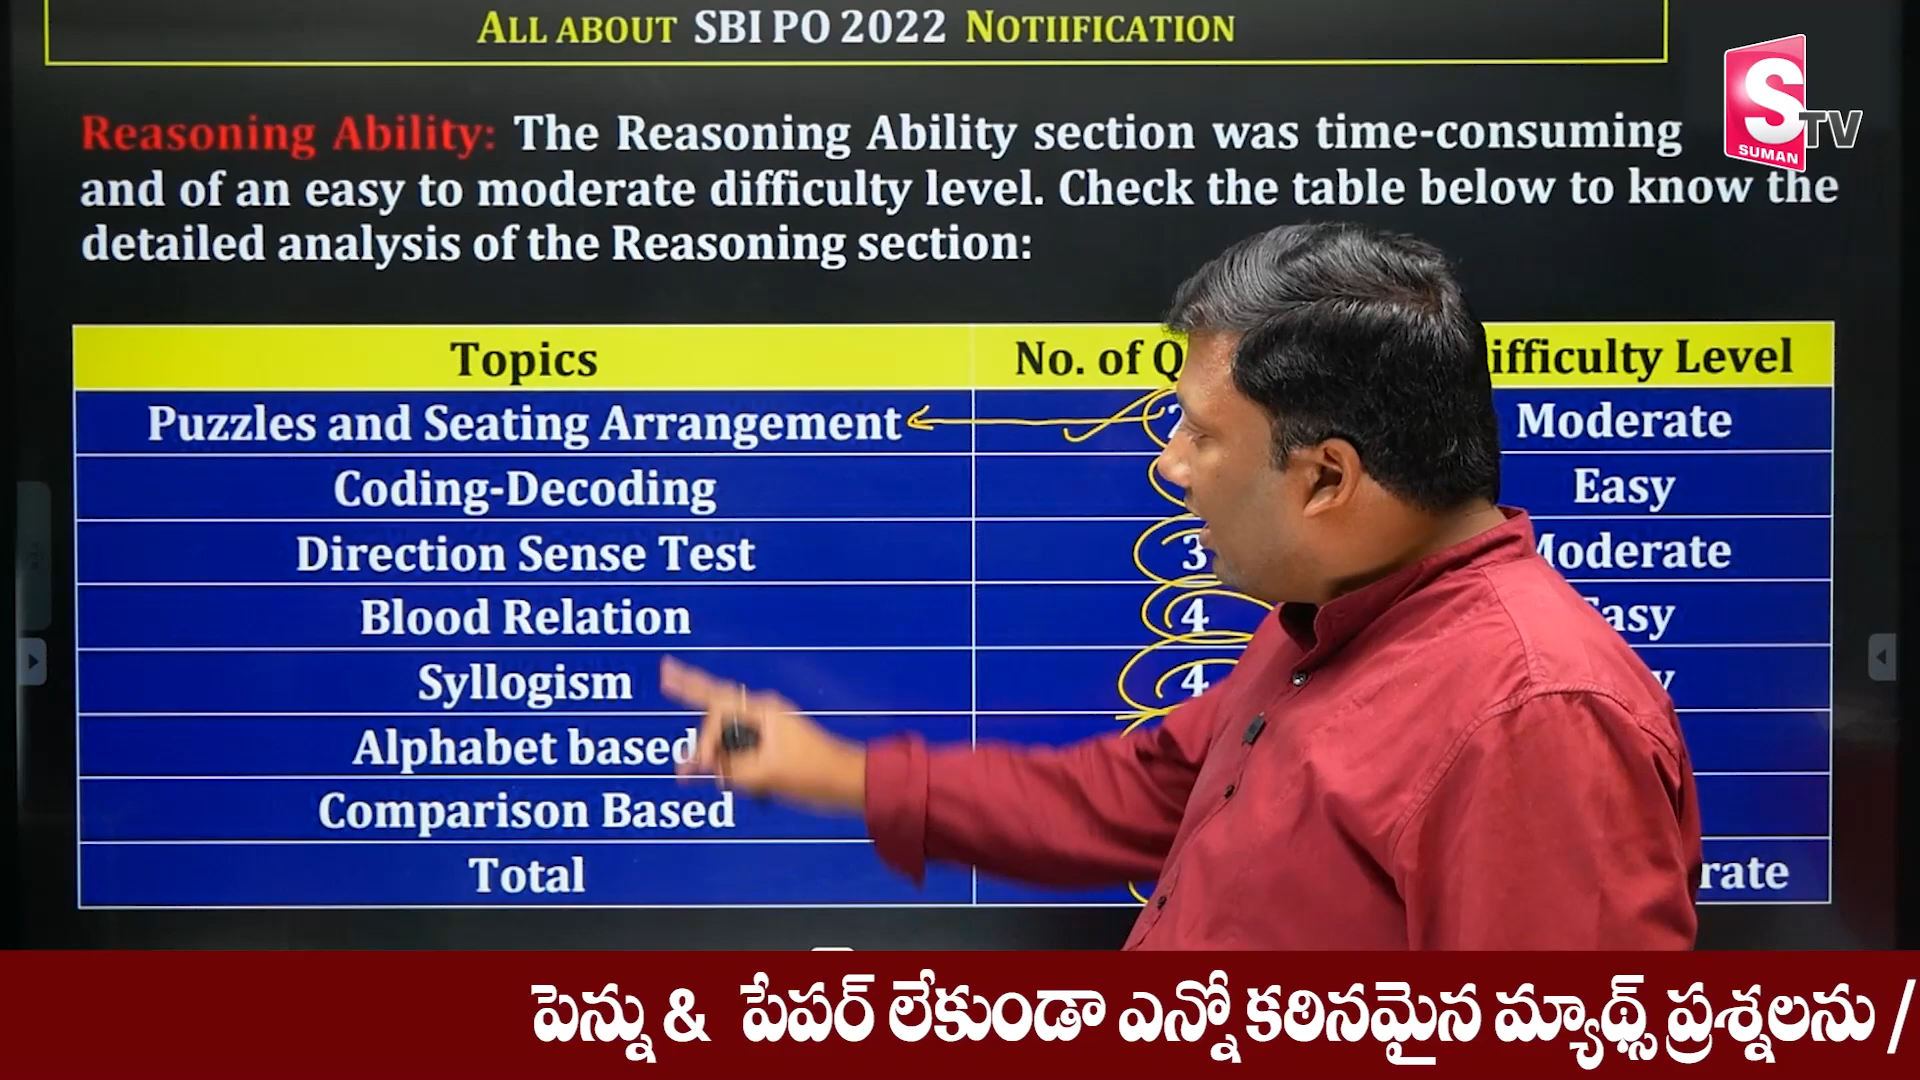 ALL ABOUT SBI PO 2022 NOTIIFICATION
SUMAN
TV
Reasoning Ability: The Reasoning Ability section was time-consuming
and of an easy to moderate difficulty level. Check the table below to know the
detailed analysis of the Reasoning section:
Topics No. of Difficulty Level
Puzzles and Seating Arrangement Moderate
Coding-Decoding Easy
Direction Sense Test 3 Moderate
Blood Relation 4 Easy
Syllogism 4
Alphabet based
Comparison Based
Total
పెన్ను & పేపర్ లేకుండా ఎన్నో కఠినమైన మ్యాథ్స్ ప్రశ్నలను /